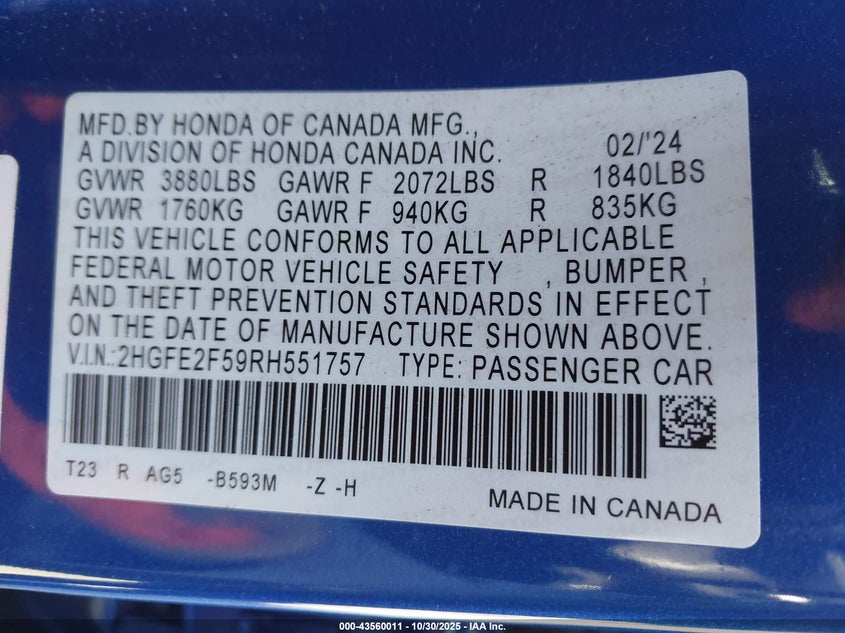 MFD.BY HONDA OF CANADA MFG.,
A DIVISION OF HONDA CANADA INC. 02/'24
GVWR 3880LBS GAWR F 2072LBS R 1840LBS
GVWR 1760KG GAWR F 940KG R 835KG
THIS VEHICLE CONFORMS TO ALL APPLICABLE
FEDERAL MOTOR VEHICLE SAFETY , BUMPER ,
AND THEFT PREVENTION STANDARDS IN EFFECT
ON THE DATE OF MANUFACTURE SHOWN ABOVE.
V.I.N.:2HGFE2F59RH551757 TYPE: PASSENGER CAR
T23 R AG5 -B593M -Z -H
MADE IN CANADA
000-43560011 - 10/30/2025 - IAA Inc.